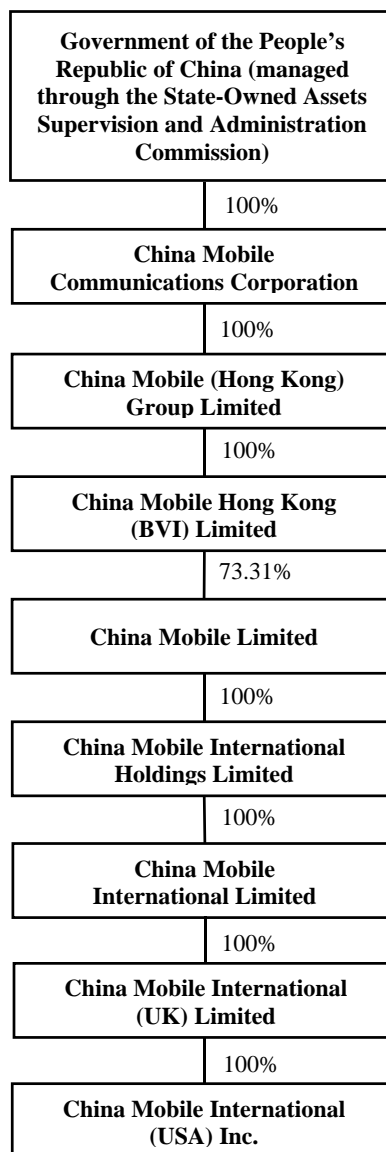 Government of the People’s
Republic of China (managed
through the State-Owned Assets
Supervision and Administration
Commission)
100%
China Mobile
Communications Corporation
100%
China Mobile (Hong Kong)
Group Limited
100%
China Mobile Hong Kong
(BVI) Limited
73.31%
China Mobile Limited
100%
China Mobile International
Holdings Limited
100%
China Mobile
International Limited
100%
China Mobile International
(UK) Limited
100%
China Mobile International
(USA) Inc.